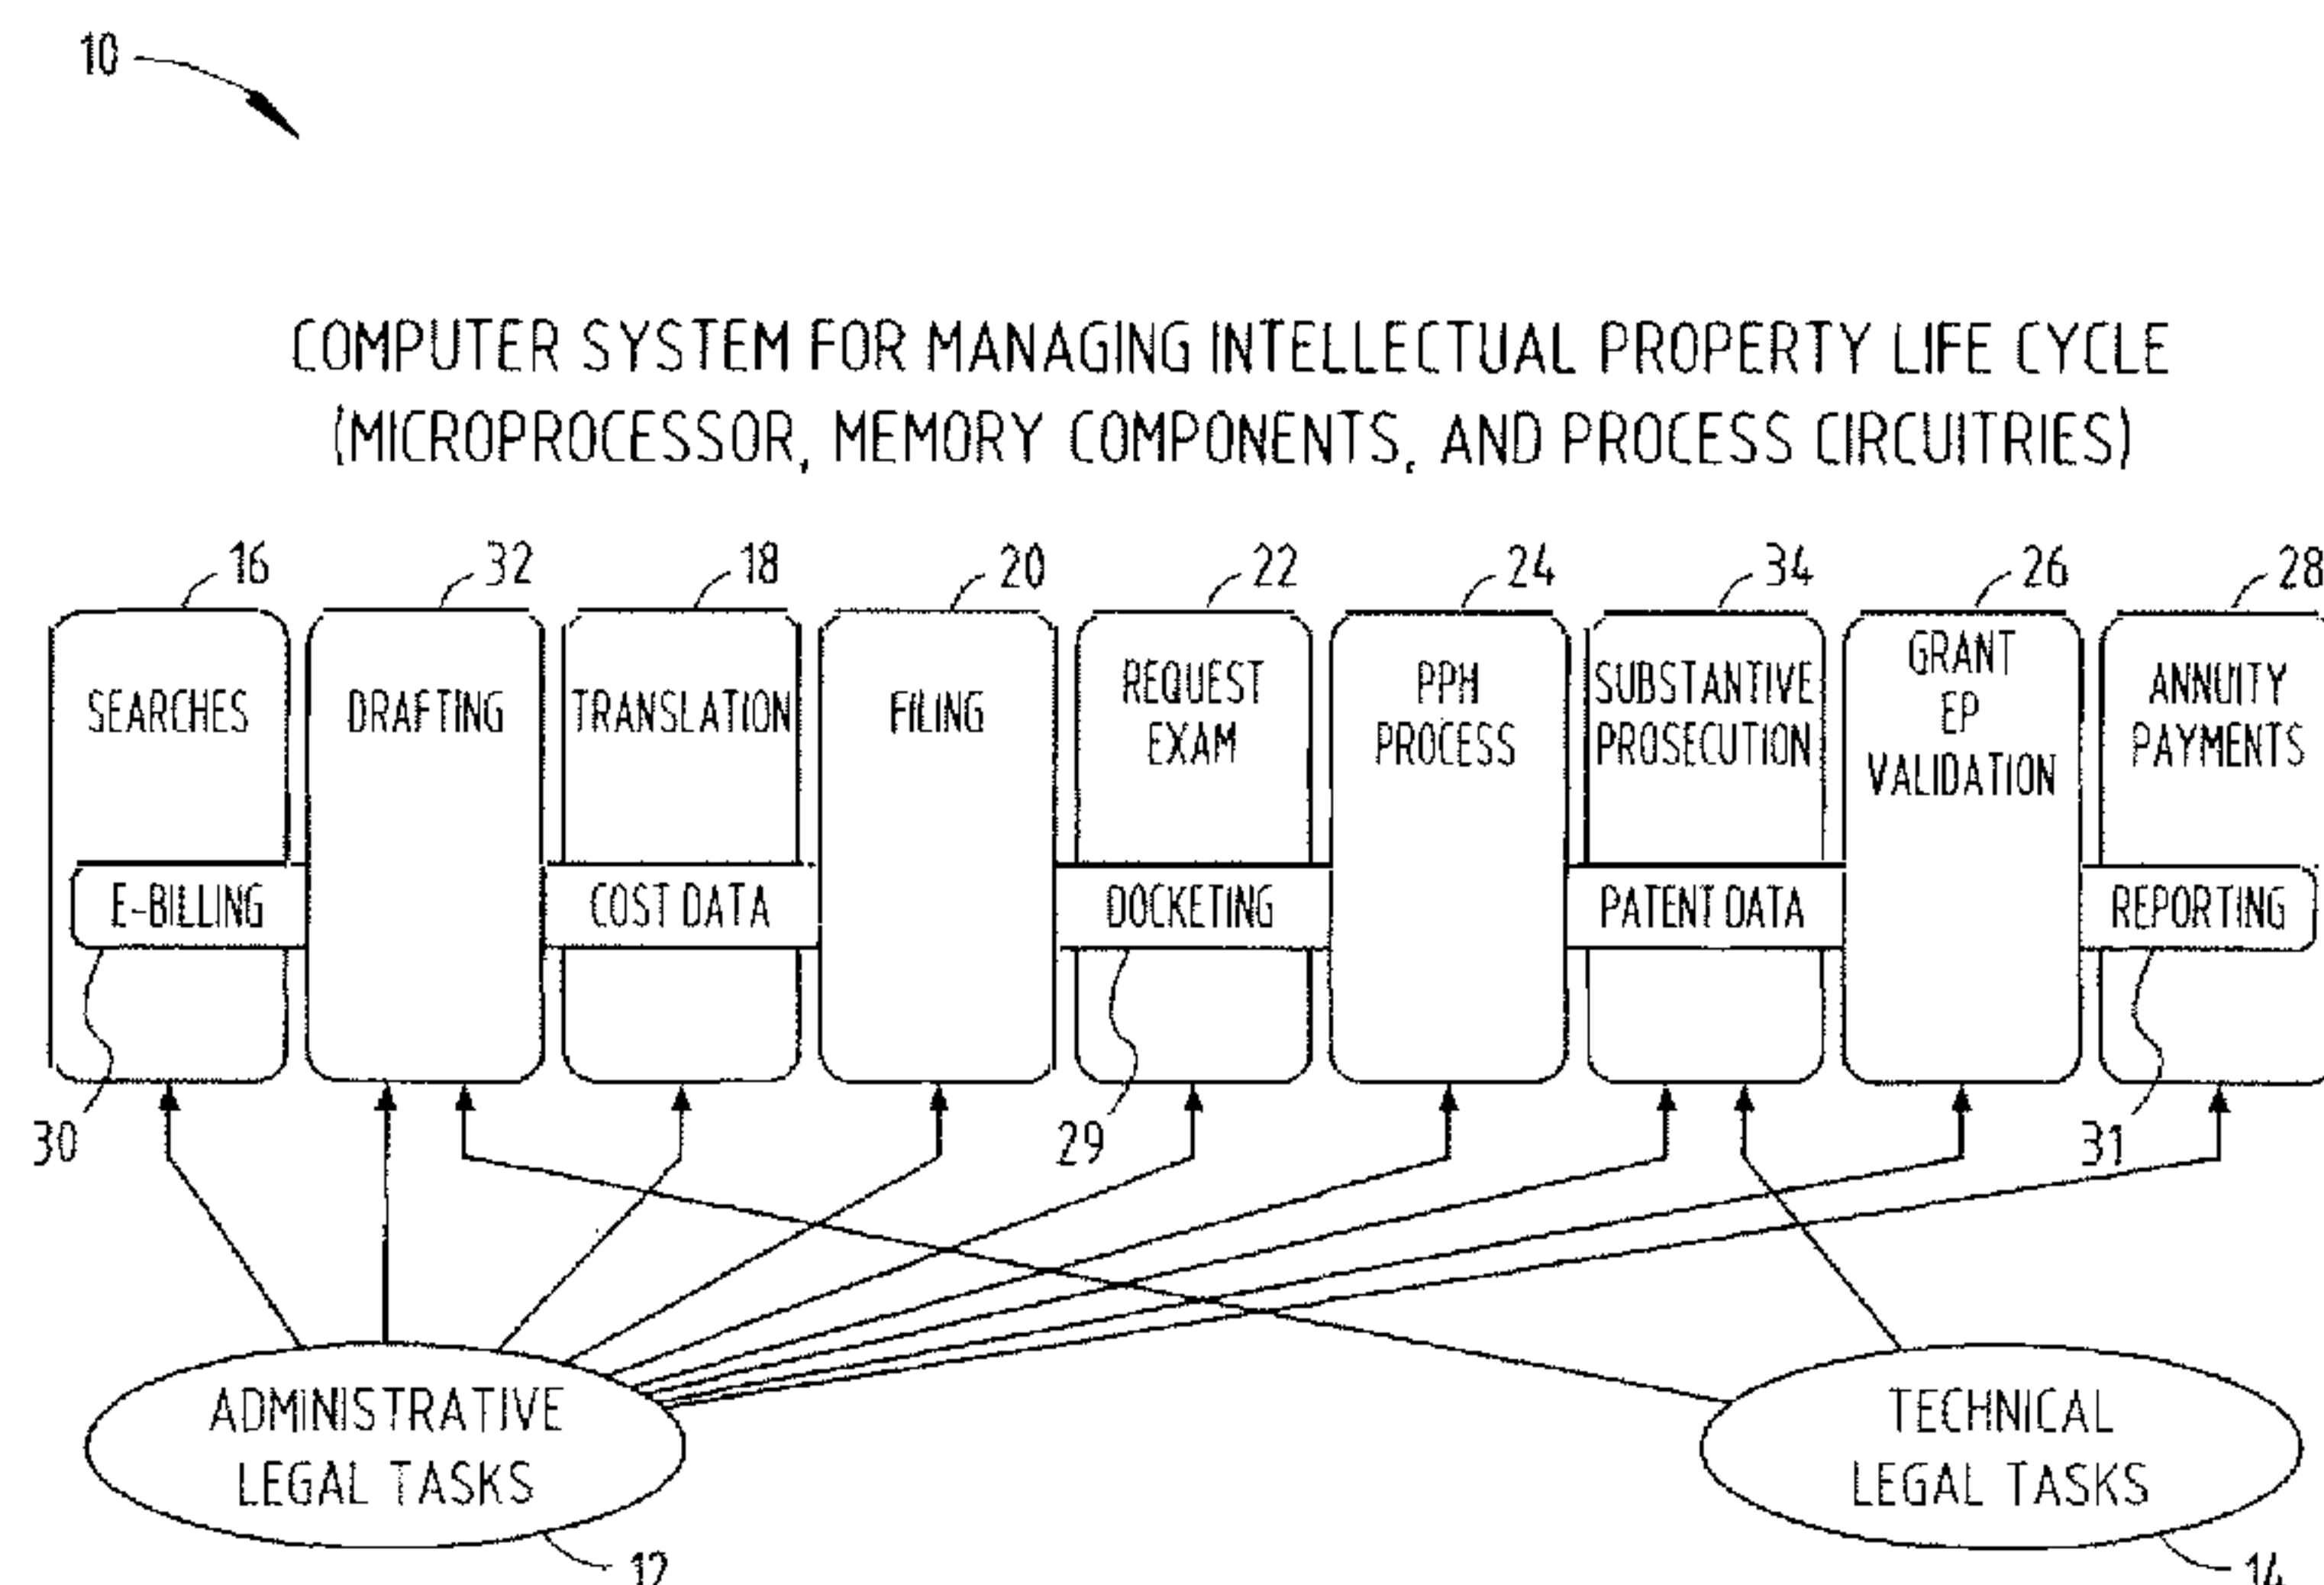 10
COMPUTER SYSTEM FOR MANAGING INTELLECTUAL PROPERTY LIFE CYCLE
(MICROPROCESSOR, MEMORY COMPONENTS, AND PROCESS CIRCUITRIES)
16
32
18
20
22
24
34
26
28
SEARCHES
DRAFTING
TRANSLATION
FILING
REQUEST
EXAM
PPH
PROCESS
SUBSTANTIVE
PROSECUTION
GRANT
EP
VALIDATION
ANNUITY
PAYMENTS
E-BILLING
COST DATA
DOCKETING
PATENT DATA
REPORTING
30
29
31
ADMINISTRATIVE
LEGAL TASKS
TECHNICAL
LEGAL TASKS
12
14